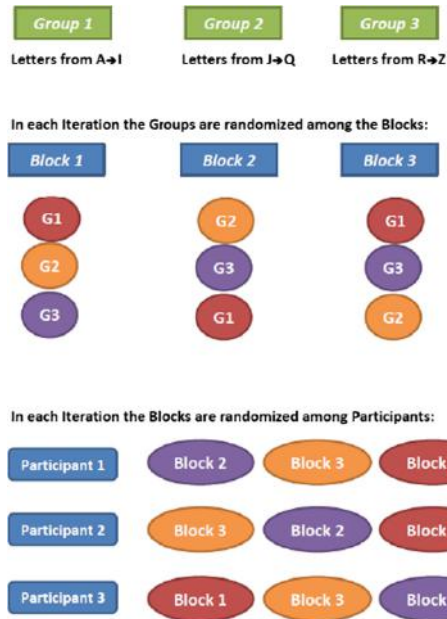 Group 1 Group 2 Group 3
Letters from A→I Letters from J→Q Letters from R→Z
In each Iteration the Groups are randomized among the Blocks:
Block 1 Block 2 Block 3
G1 G2 G1
G2 G3 G3
G3 G1 G2
In each Iteration the Blocks are randomized among Participants:
Participant 1 Block 2 Block 3 Block
Participant 2 Block 3 Block 2 Block
Participant 3 Block 1 Block 3 Block